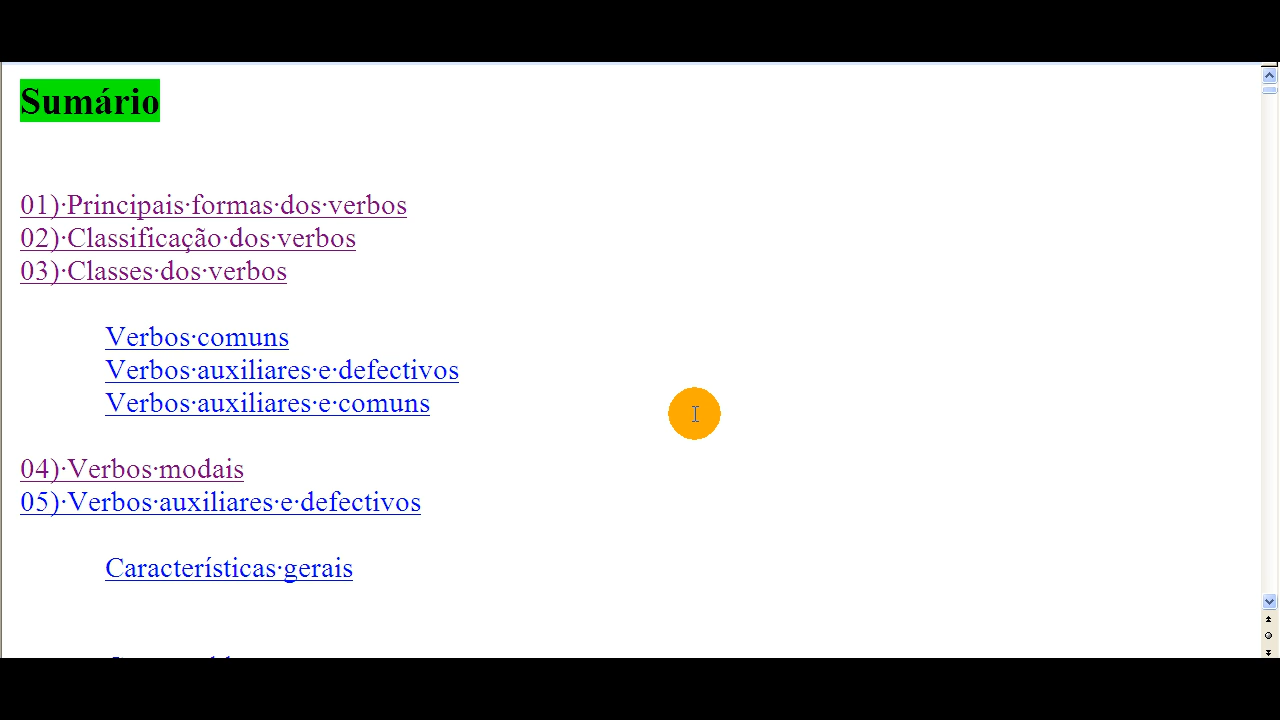 Sumário
01)·Principais·formas·dos·verbos
02)·Classificação·dos·verbos
03)·Classes·dos·verbos
Verbos·comuns
Verbos·auxiliares·e·defectivos
Verbos·auxiliares·e·comuns
04)·Verbos·modais
05)·Verbos·auxiliares·e·defectivos
Características·gerais